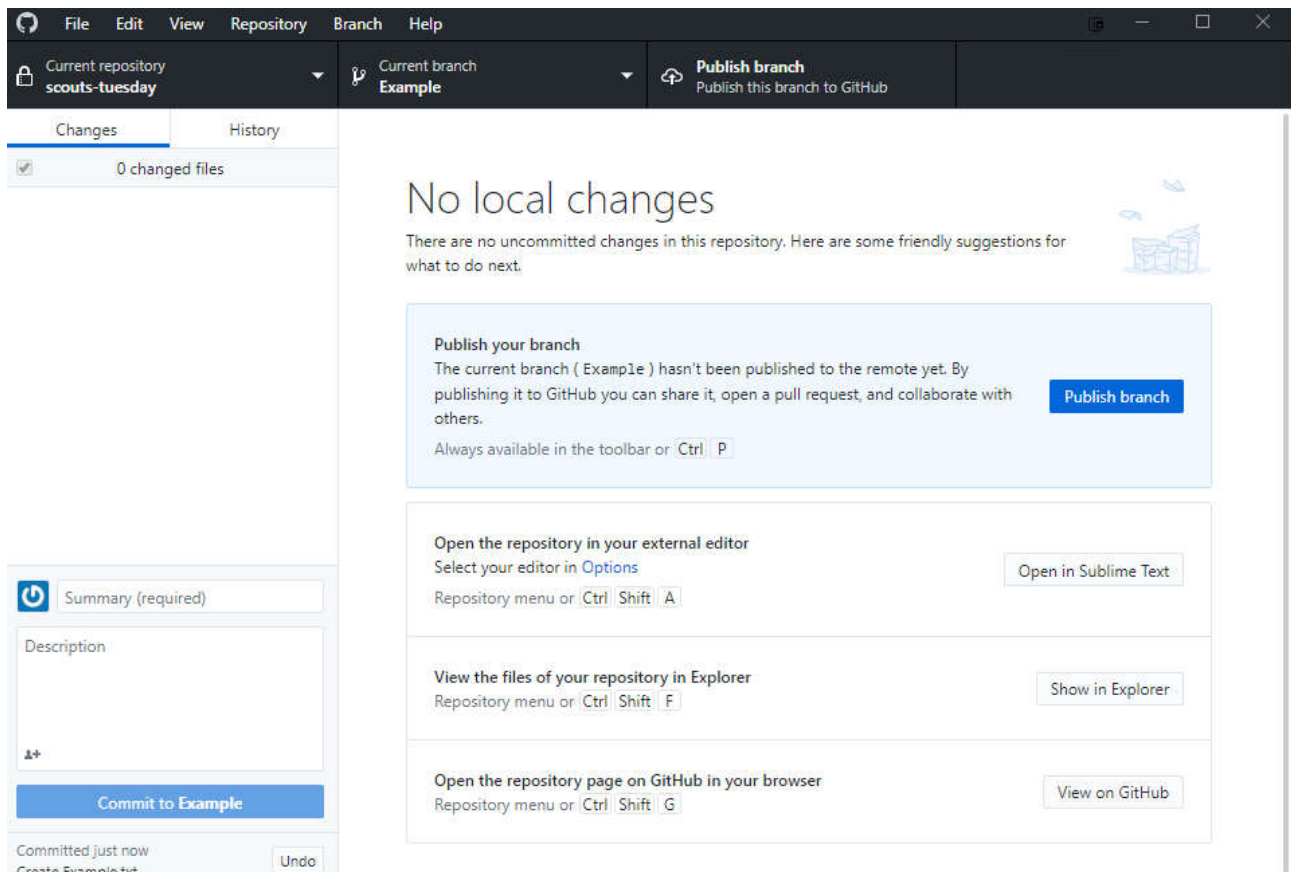 File Edit View Repository Branch Help
Current repository
scouts-tuesday
Current branch
Example
Publish branch
Publish this branch to GitHub
Changes History
0 changed files
No local changes
There are no uncommitted changes in this repository. Here are some friendly suggestions for
what to do next.
Publish your branch
The current branch ( Example ) hasn't been published to the remote yet. By
publishing it to GitHub you can share it, open a pull request, and collaborate with
others.
Always available in the toolbar or Ctrl P
Publish branch
Open the repository in your external editor
Select your editor in Options
Repository menu or Ctrl Shift A
Open in Sublime Text
View the files of your repository in Explorer
Repository menu or Ctrl Shift F
Show in Explorer
Open the repository page on GitHub in your browser
Repository menu or Ctrl Shift G
View on GitHub
Summary (required)
Description
Commit to Example
Committed just now
Create Example.txt
Undo